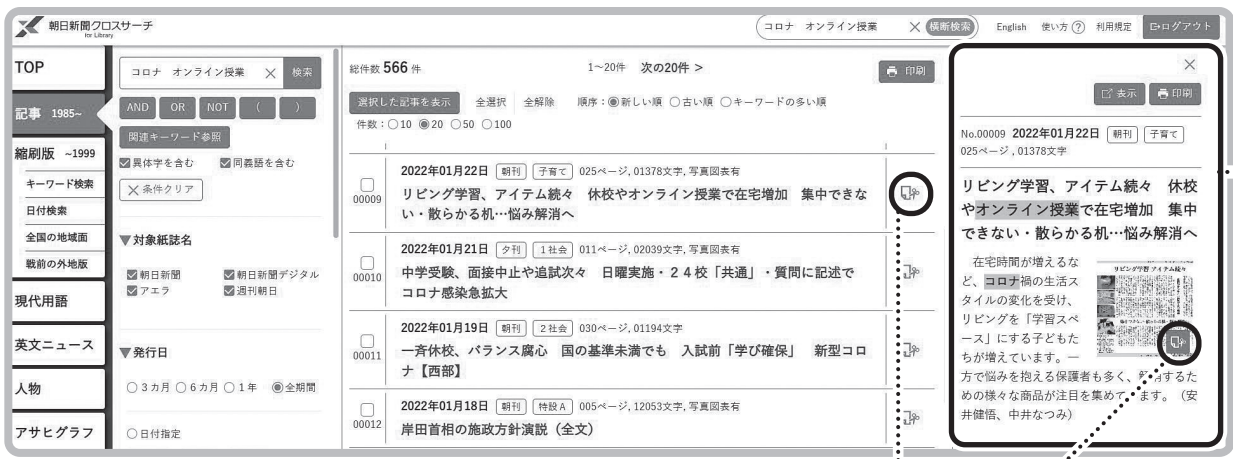 朝日新聞クロスサーチ
for Library
コロナ オンライン授業 × 横断検索 English 使い方? 利用規定 ログアウト
TOP
記事 1985~
縮刷版 ~1999
キーワード検索
日付検索
全国の地域面
戦前の外地版
現代用語
英文ニュース
人物
アサヒグラフ
コロナ オンライン授業 × 検索
AND OR NOT ( )
関連キーワード参照
異体字を含む 同義語を含む
×条件クリア
▼対象紙誌名
朝日新聞 朝日新聞デジタル
アエラ 週刊朝日
▼発行日
3カ月 6カ月 1年 全期間
日付指定
総件数 566 件 1~20件 次の20件 > 印刷
選択した記事を表示 全選択 全解除 順序:新しい順 古い順 キーワードの多い順
件数:10 20 50 100
2022年01月22日 朝刊 子育て 025ページ, 01378文字, 写真図表有
00009 リビング学習、アイテム続々 休校やオンライン授業で在宅増加 集中できな
い・散らかる机…悩み解消へ
2022年01月21日 夕刊 1社会 011ページ, 02039文字, 写真図表有
00010 中学受験、面接中止や追試次々 日曜実施・24校「共通」・質問に記述で
コロナ感染急拡大
2022年01月19日 朝刊 2社会 030ページ, 01194文字
00011 一斉休校、バランス腐心 国の基準未満でも 入試前「学び確保」 新型コロ
ナ【西部】
2022年01月18日 朝刊 特設A 005ページ, 12053文字, 写真図表有
00012 岸田首相の施政方針演説(全文)
×
表示 印刷
No.00009 2022年01月22日 朝刊 子育て
025ページ, 01378文字
リビング学習、アイテム続々 休校
やオンライン授業で在宅増加 集中
できない・散らかる机…悩み解消へ
在宅時間が増えるな
ど、コロナ禍の生活ス
タイルの変化を受け、
リビングを「学習スペ
ース」にする子どもた
ちが増えています。一
方で悩みを抱える保護者も多く、解消するた
めの様々な商品が注目を集めています。(安
井健悟、中井なつみ)
リビング学習 アイテム続々